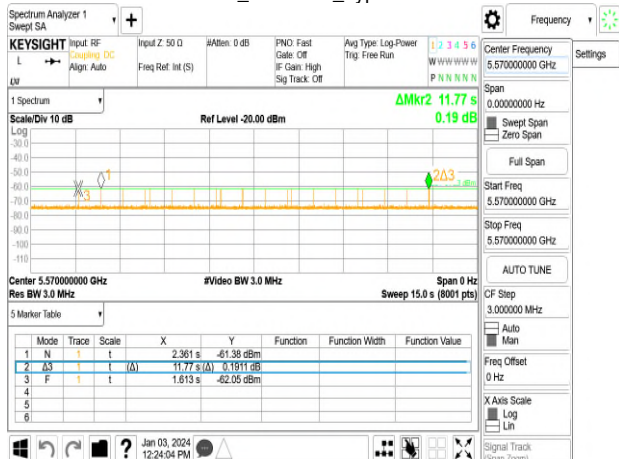 Spectrum Analyzer 1
Swept SA
Frequency
KEYSIGHT
L
Input: RF
Coupling: DC
Align: Auto
Input Z: 50 Ω
Freq Ref: Int (S)
#Atten: 0 dB
PNO: Fast
Gate: Off
IF Gain: High
Sig Track: Off
Avg Type: Log-Power
Trig: Free Run
1 2 3 4 5 6
W W W W W W
P N N N N N
Center Frequency
5.570000000 GHz
Settings
Span
0.00000000 Hz
Swept Span
Zero Span
Full Span
Start Freq
5.570000000 GHz
Stop Freq
5.570000000 GHz
AUTO TUNE
CF Step
3.000000 MHz
Auto
Man
Freq Offset
0 Hz
X Axis Scale
Log
Lin
Signal Track
(Span Zoom)
1 Spectrum
Scale/Div 10 dB
Ref Level -20.00 dBm
ΔMkr2 11.77 s
0.19 dB
Log
-30.0
-40.0
-50.0
-60.0
-70.0
-80.0
-90.0
-100
-110
1
3
2Δ3
Center 5.570000000 GHz
Res BW 3.0 MHz
#Video BW 3.0 MHz
Span 0 Hz
Sweep 15.0 s (8001 pts)
5 Marker Table
Mode Trace Scale X Y Function Function Width Function Value
1 N 1 t 2.361 s -61.38 dBm
2 Δ3 1 t (Δ) 11.77 s (Δ) 0.1911 dB
3 F 1 t 1.613 s -62.05 dBm
4
5
6
?
Jan 03, 2024
12:24:04 PM